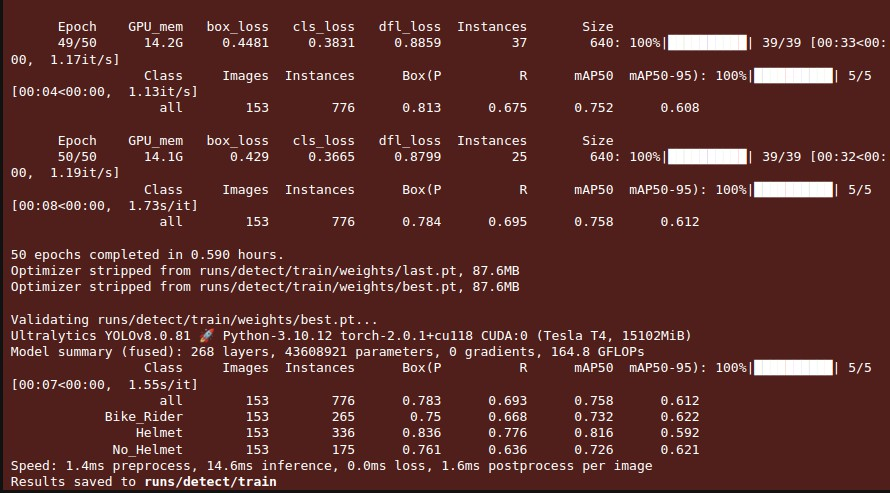 Epoch GPU_mem box_loss cls_loss dfl_loss Instances Size
49/50 14.2G 0.4481 0.3831 0.8859 37 640: 100%|██████████| 39/39 [00:33<00:
00, 1.17it/s]
Class Images Instances Box(P R mAP50 mAP50-95): 100%|██████████| 5/5
[00:04<00:00, 1.13it/s]
all 153 776 0.813 0.675 0.752 0.608
Epoch GPU_mem box_loss cls_loss dfl_loss Instances Size
50/50 14.1G 0.429 0.3665 0.8799 25 640: 100%|██████████| 39/39 [00:32<00:
00, 1.19it/s]
Class Images Instances Box(P R mAP50 mAP50-95): 100%|██████████| 5/5
[00:08<00:00, 1.73s/it]
all 153 776 0.784 0.695 0.758 0.612
50 epochs completed in 0.590 hours.
Optimizer stripped from runs/detect/train/weights/last.pt, 87.6MB
Optimizer stripped from runs/detect/train/weights/best.pt, 87.6MB
Validating runs/detect/train/weights/best.pt...
Ultralytics YOLOv8.0.81 🚀 Python-3.10.12 torch-2.0.1+cu118 CUDA:0 (Tesla T4, 15102MiB)
Model summary (fused): 268 layers, 43608921 parameters, 0 gradients, 164.8 GFLOPs
Class Images Instances Box(P R mAP50 mAP50-95): 100%|██████████| 5/5
[00:07<00:00, 1.55s/it]
all 153 776 0.783 0.693 0.758 0.612
Bike_Rider 153 265 0.75 0.668 0.732 0.622
Helmet 153 336 0.836 0.776 0.816 0.592
No_Helmet 153 175 0.761 0.636 0.726 0.621
Speed: 1.4ms preprocess, 14.6ms inference, 0.0ms loss, 1.6ms postprocess per image
Results saved to runs/detect/train